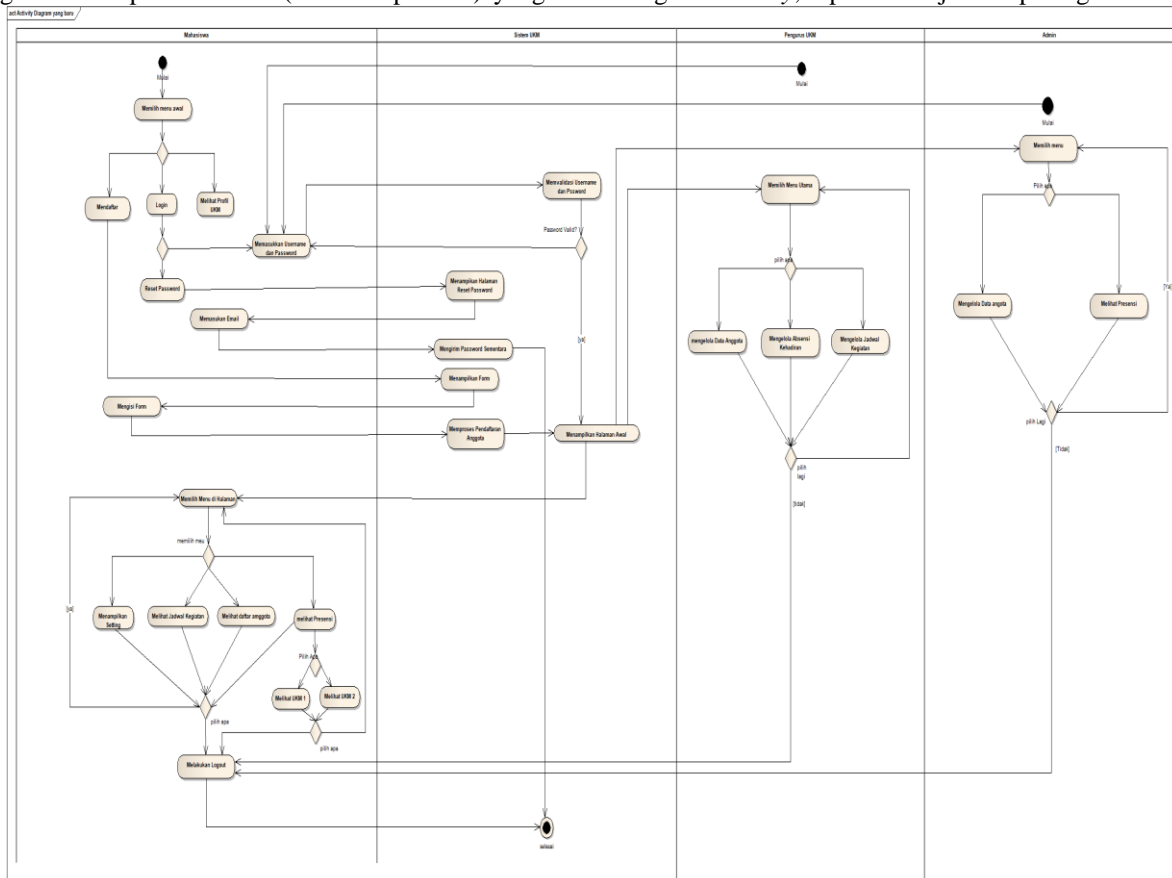 act Activity Diagram yang baru
Mahasiswa
Sistem UKM
Pengurus UKM
Admin
Mulai
Mulai
Mulai
Memilih menu awal
Memilih menu
Memvalidasi Username
dan Pssword
Memilih Menu Utama
Pilih apa
Mendaftar
Login
Melihat Profil
UKM
Pasword Valid?
Memasukkan Username
dan Password
pilih apa
Reset Password
Menampilkan Halaman
Reset Password
[Ya]
Mengelola Data angota
Melihat Presensi
Memasukan Email
[ya]
mengelola Data Anggota
Mengelola Absensi
Kehadiran
Mengelola Jadwal
Kegiatan
Mengirim Password Sementara
Menampilkan Form
Mengisi Form
pilih Lagi
Memproses Pendaftaran
Anggota
Menampilkan Halaman Awal
[Tidak]
pilih
lagi
[tidak]
Memilih Menu di Halaman
memilih meu
[ya]
Menampilkan
Setting
Melihat Jadwal Kegiatan
Melihat daftar amggota
melihat Presensi
Pilih Apa
Melihat UKM 1
Melihat UKM 2
pilih apa
pilih apa
Melakukan Logout
selesai